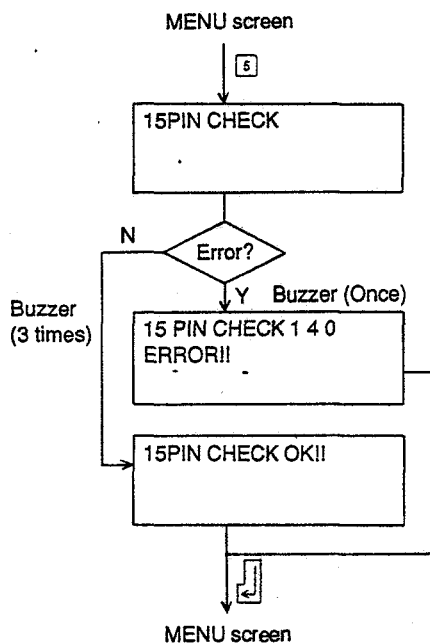 MENU screen
5
15PIN CHECK
N
Error?
Y
Buzzer (Once)
Buzzer
(3 times)
15 PIN CHECK 1 4 0
ERROR!!
15PIN CHECK OK!!
MENU screen